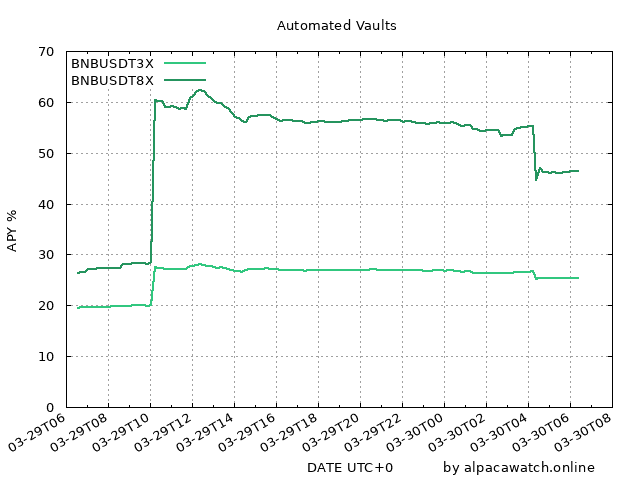 Automated Vaults
BNBUSDT3X
BNBUSDT8X
APY %
70
60
50
40
30
20
10
0
03-29T06
03-29T08
03-29T10
03-29T12
03-29T14
03-29T16
03-29T18
03-29T20
03-29T22
03-30T00
03-30T02
03-30T04
03-30T06
03-30T08
DATE UTC+0
by alpacawatch.online